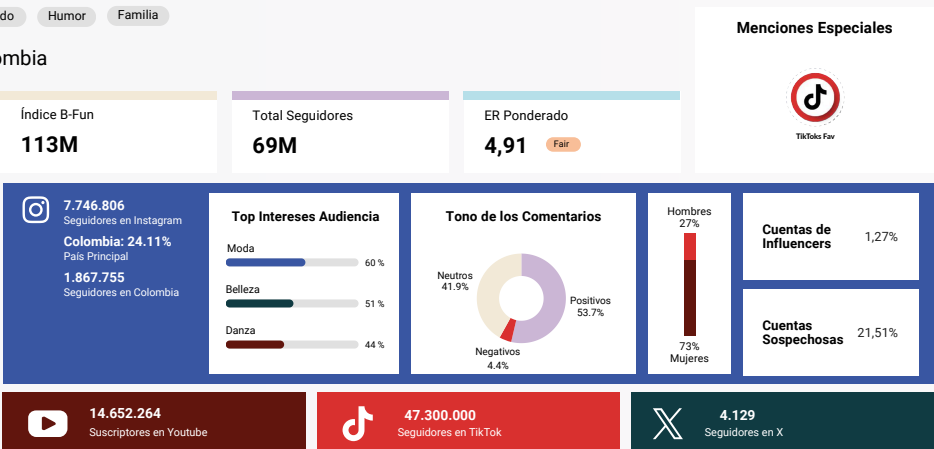 do
Humor
Familia
ombia
Índice B-Fun
113M
Total Seguidores
69M
ER Ponderado
4,91
Fair
Menciones Especiales
TikToks Fav
7.746.806
Seguidores en Instagram
Colombia: 24.11%
País Principal
1.867.755
Seguidores en Colombia
Top Intereses Audiencia
Moda
60 %
Belleza
51 %
Danza
44 %
Tono de los Comentarios
Neutros
41.9%
Positivos
53.7%
Negativos
4.4%
Hombres
27%
73%
Mujeres
Cuentas de
Influencers
1,27%
Cuentas
Sospechosas
21,51%
14.652.264
Suscriptores en Youtube
47.300.000
Seguidores en TikTok
4.129
Seguidores en X